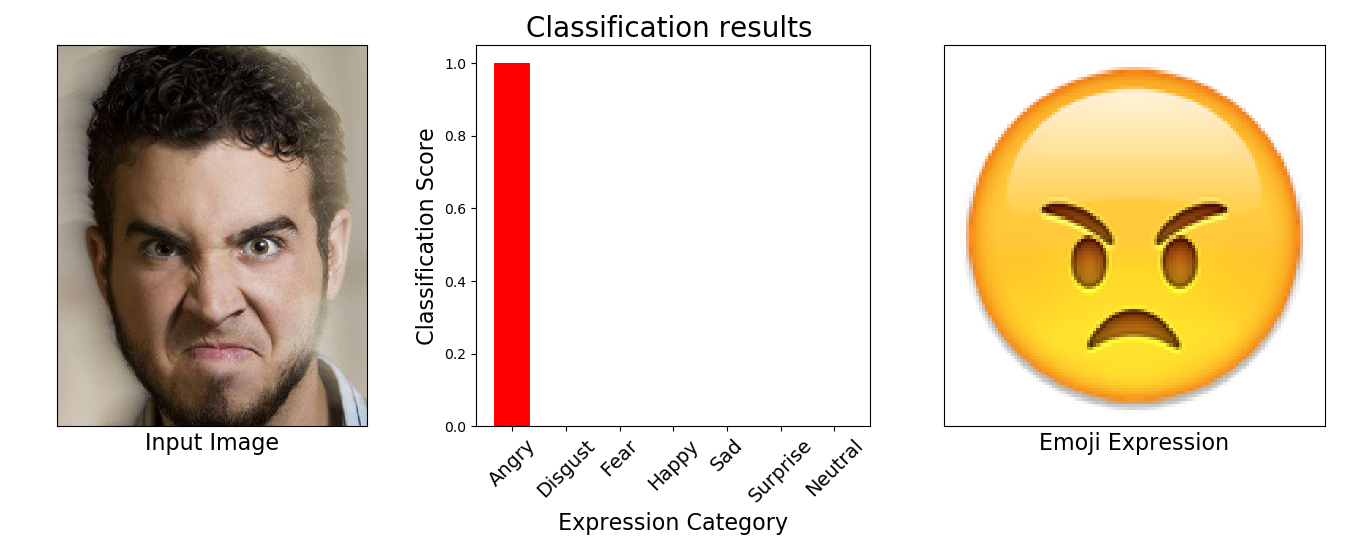 Classification results
Classification Score
1.0
0.8
0.6
0.4
0.2
0.0
Angry
Disgust
Fear
Happy
Sad
Surprise
Neutral
Expression Category
Input Image
Emoji Expression